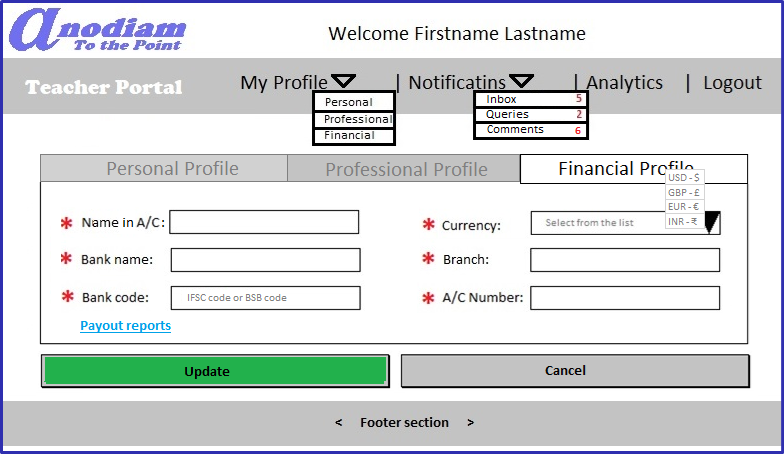 Anodiam
To the Point
Welcome Firstname Lastname
Teacher Portal
My Profile | Notificatins | Analytics | Logout
Personal
Professional
Financial
Inbox 5
Queries 2
Comments 6
Personal Profile Professional Profile Financial Profile
USD - $
GBP - £
EUR - €
INR - ₹
* Name in A/C: * Currency: Select from the list
* Bank name: * Branch:
* Bank code: IFSC code or BSB code * A/C Number:
Payout reports
Update Cancel
< Footer section >